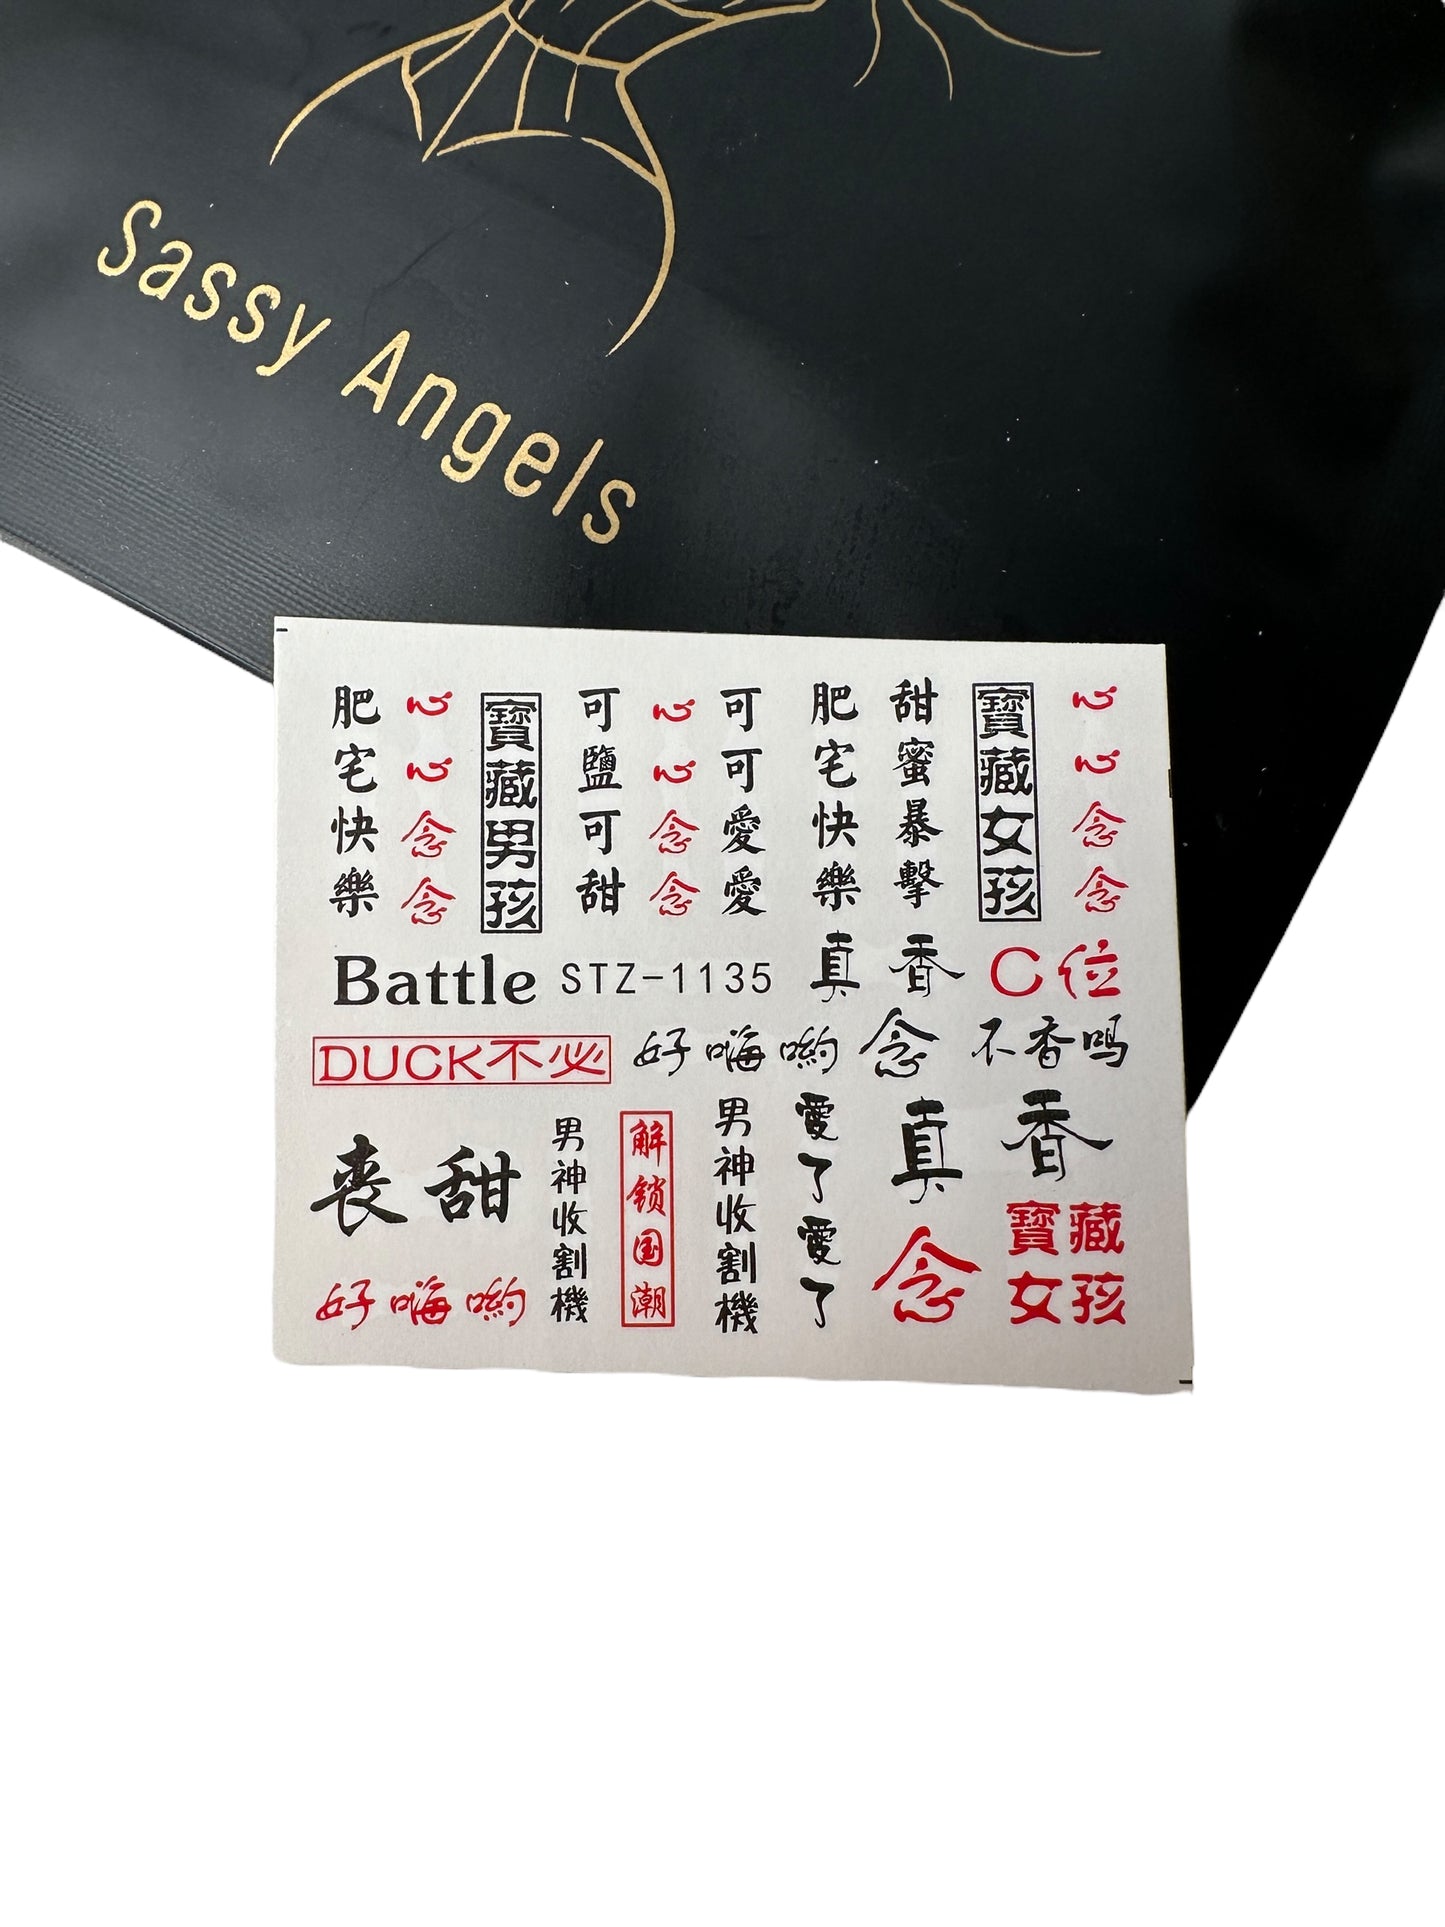 Sassy Angels
肥宅快樂
心心念念
寶藏男孩
可鹽可甜
心心念念
可可愛愛
肥宅快樂
甜蜜暴擊
寶藏女孩
心心念念
Battle STZ-1135
真香
C位
DUCK不必
好嗨喲
念
不香吗
喪甜
男神收割機
解锁国潮
男神收割機
愛了愛了
真香
好嗨喲
念
寶藏
女孩